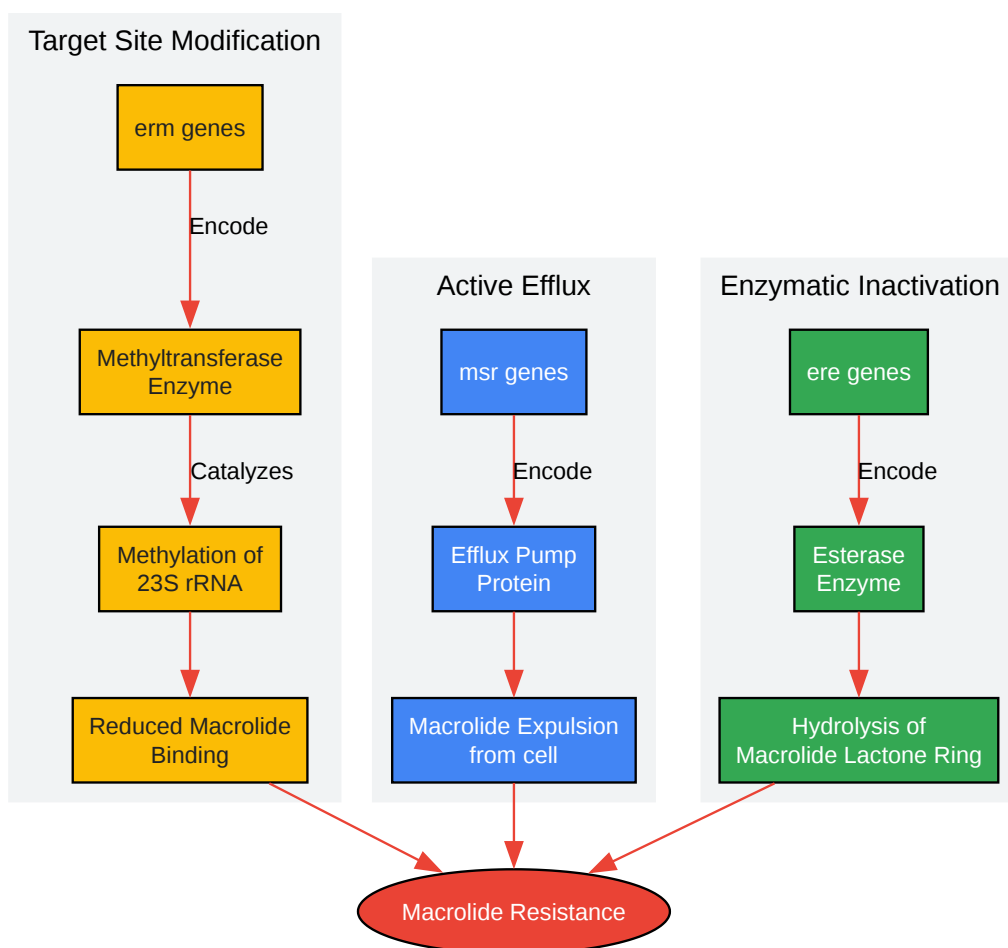 Target Site Modification
erm genes
Encode
Methyltransferase
Enzyme
Catalyzes
Methylation of
23S rRNA
Reduced Macrolide
Binding
Active Efflux
msr genes
Encode
Efflux Pump
Protein
Macrolide Expulsion
from cell
Enzymatic Inactivation
ere genes
Encode
Esterase
Enzyme
Hydrolysis of
Macrolide Lactone Ring
Macrolide Resistance